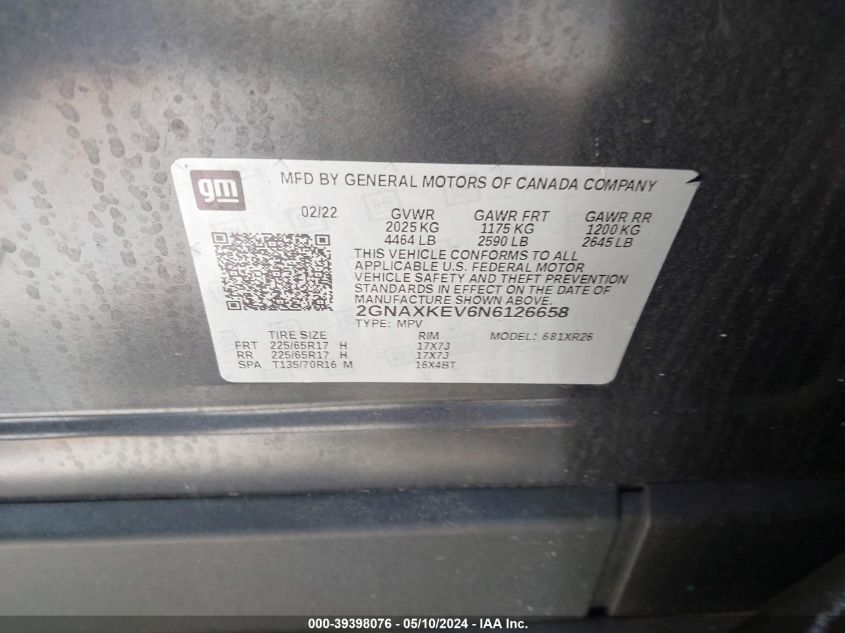 gm
MFD BY GENERAL MOTORS OF CANADA COMPANY
02/22 GVWR GAWR FRT GAWR RR
2025 KG 1175 KG 1200 KG
4464 LB 2590 LB 2645 LB
THIS VEHICLE CONFORMS TO ALL
APPLICABLE U.S. FEDERAL MOTOR
VEHICLE SAFETY AND THEFT PREVENTION
STANDARDS IN EFFECT ON THE DATE OF
MANUFACTURE SHOWN ABOVE.
2GNAXKEV6N6126658
TYPE: MPV MODEL: 681XR26
TIRE SIZE RIM
FRT 225/65R17 H 17X7J
RR 225/65R17 H 17X7J
SPA T135/70R16 M 16X4BT
000-39398076 - 05/10/2024 - IAA Inc.